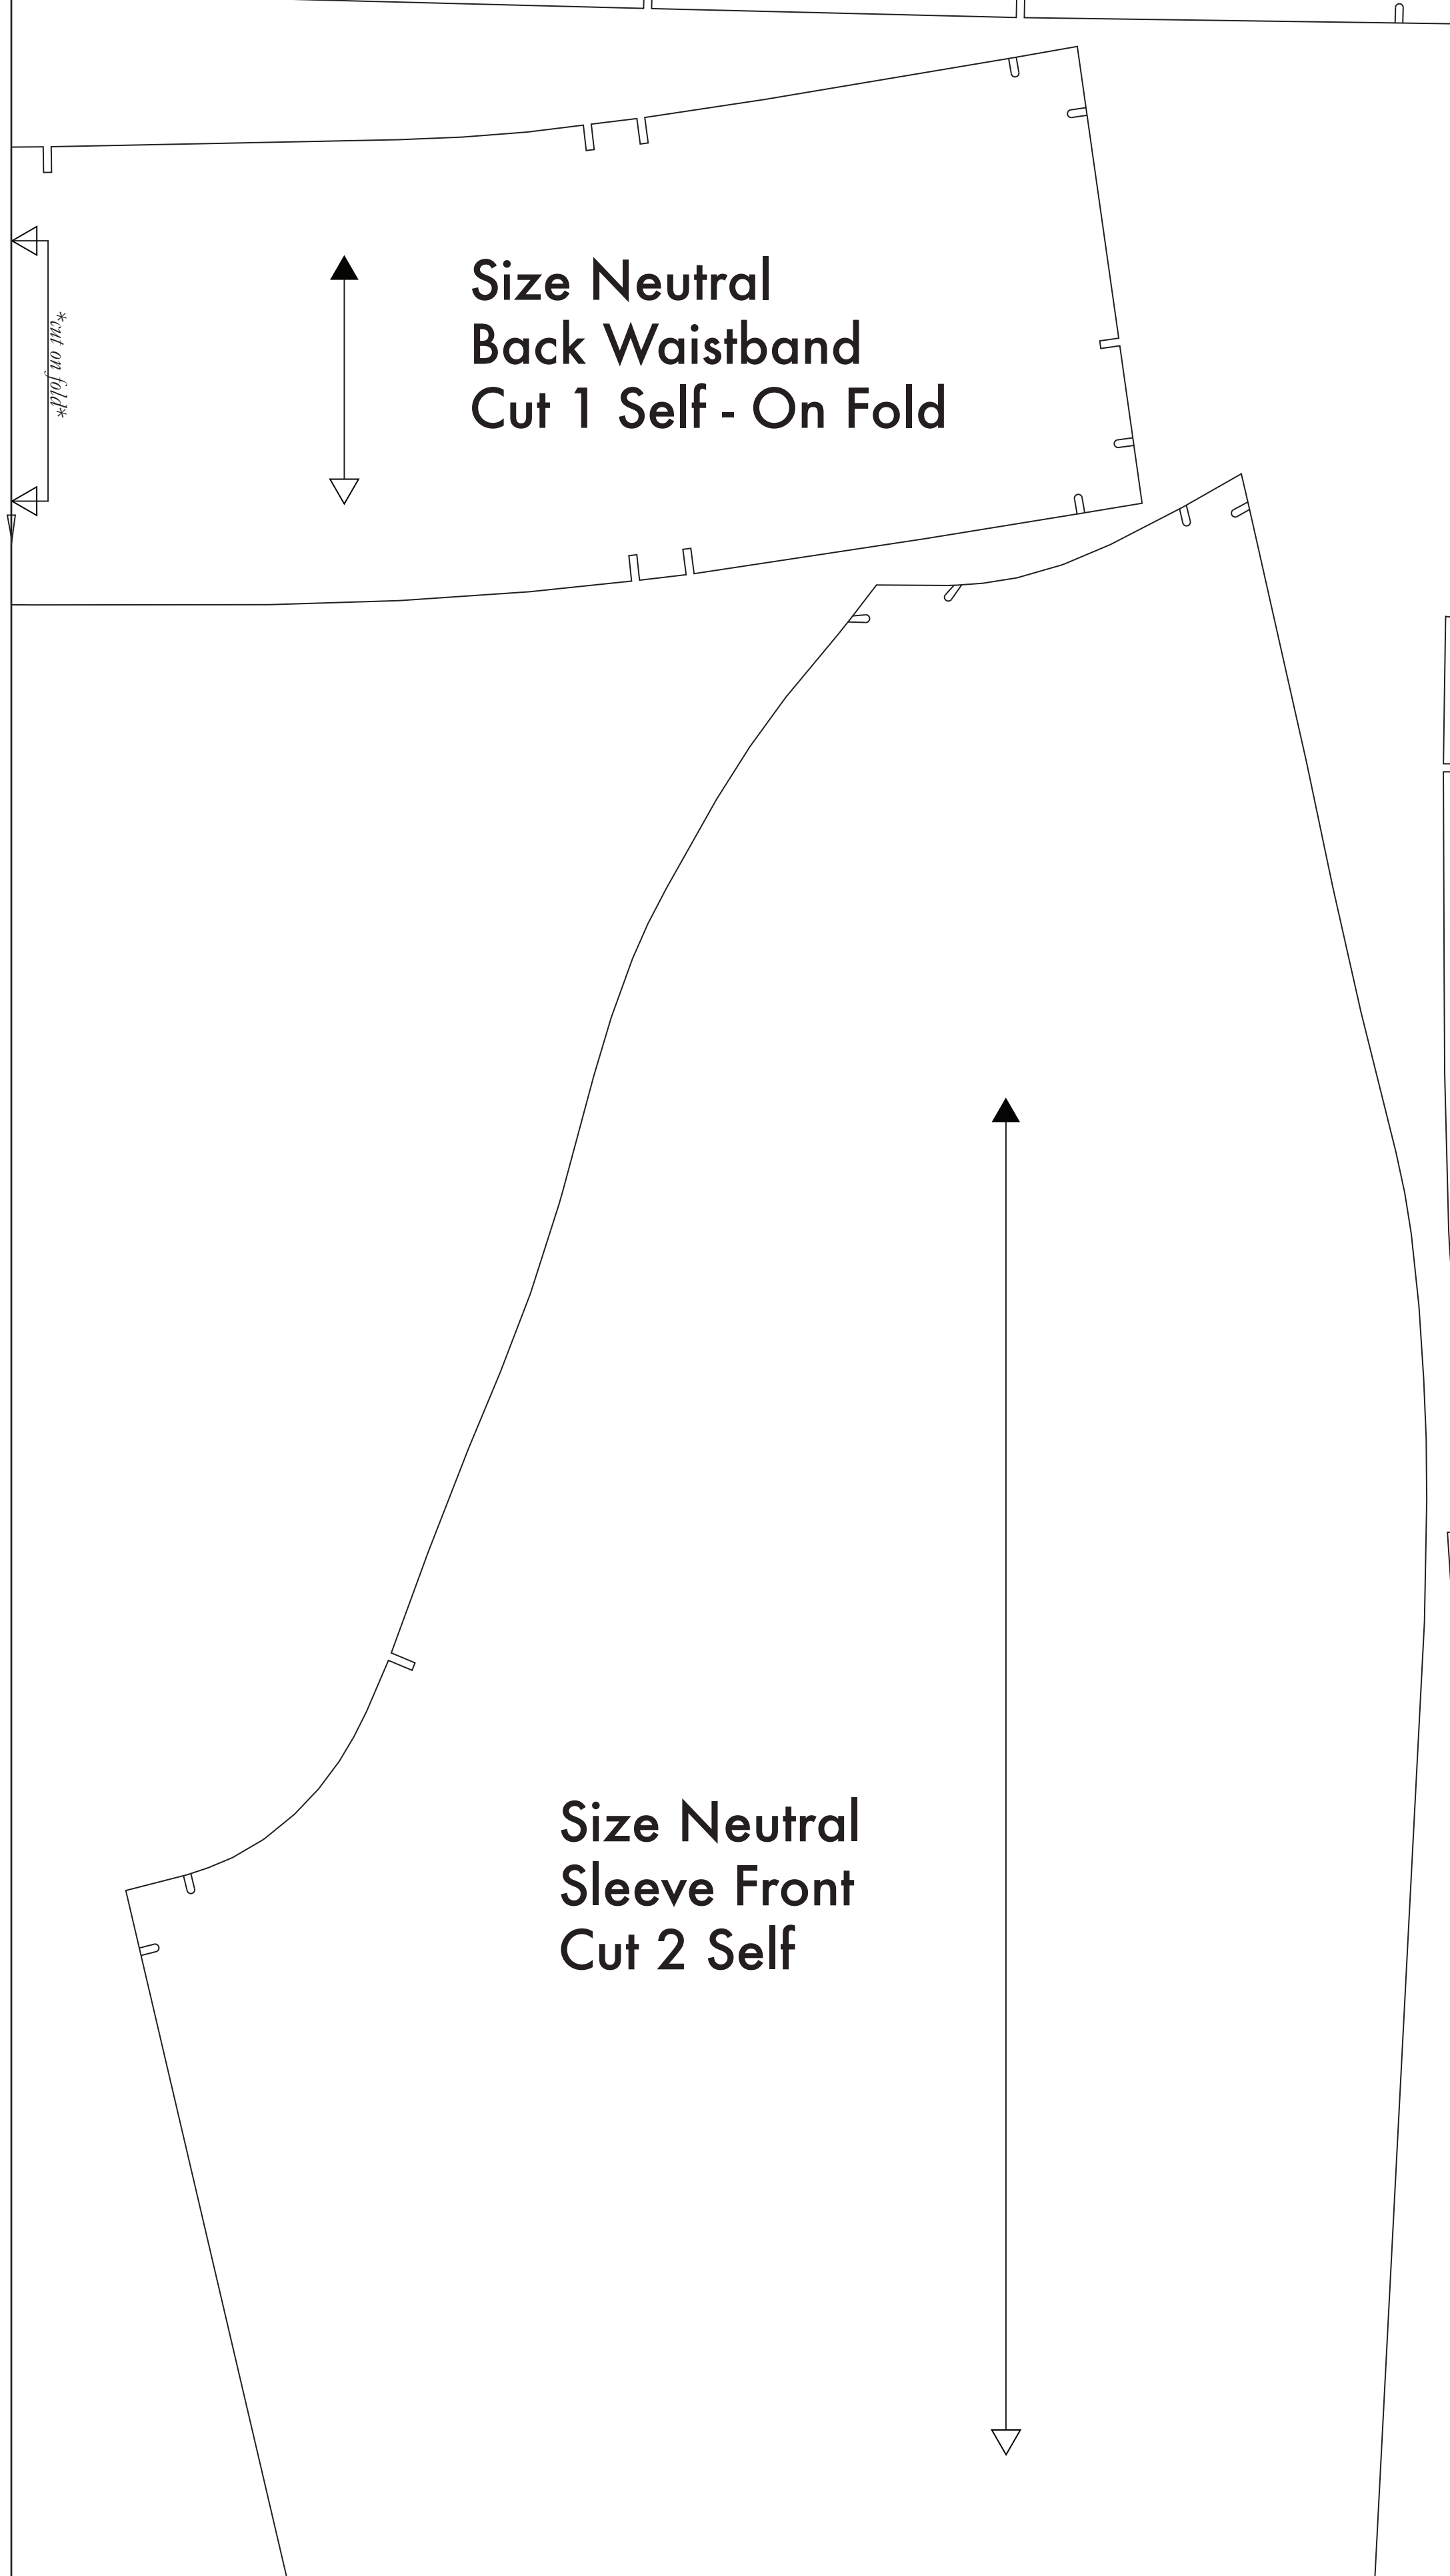 Size Neutral
Back Waistband
Cut 1 Self - On Fold
*cut on fold*
Size Neutral
Sleeve Front
Cut 2 Self